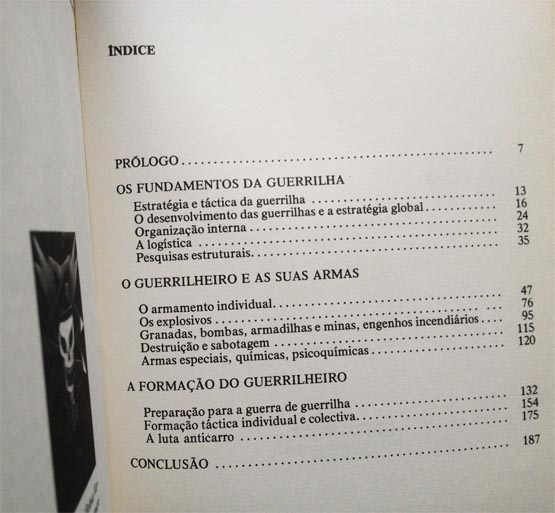 ÍNDICE
PRÓLOGO 7
OS FUNDAMENTOS DA GUERRILHA
Estratégia e táctica da guerrilha 13
O desenvolvimento das guerrilhas e a estratégia global 16
Organização interna 24
A logística 32
Pesquisas estruturais 35
O GUERRILHEIRO E AS SUAS ARMAS
O armamento individual 47
Os explosivos 76
Granadas, bombas, armadilhas e minas, engenhos incendiários 95
Destruição e sabotagem 115
Armas especiais, químicas, psicoquímicas 120
A FORMAÇÃO DO GUERRILHEIRO
Preparação para a guerra de guerrilha 132
Formação táctica individual e colectiva 154
A luta anticarro 175
CONCLUSÃO 187